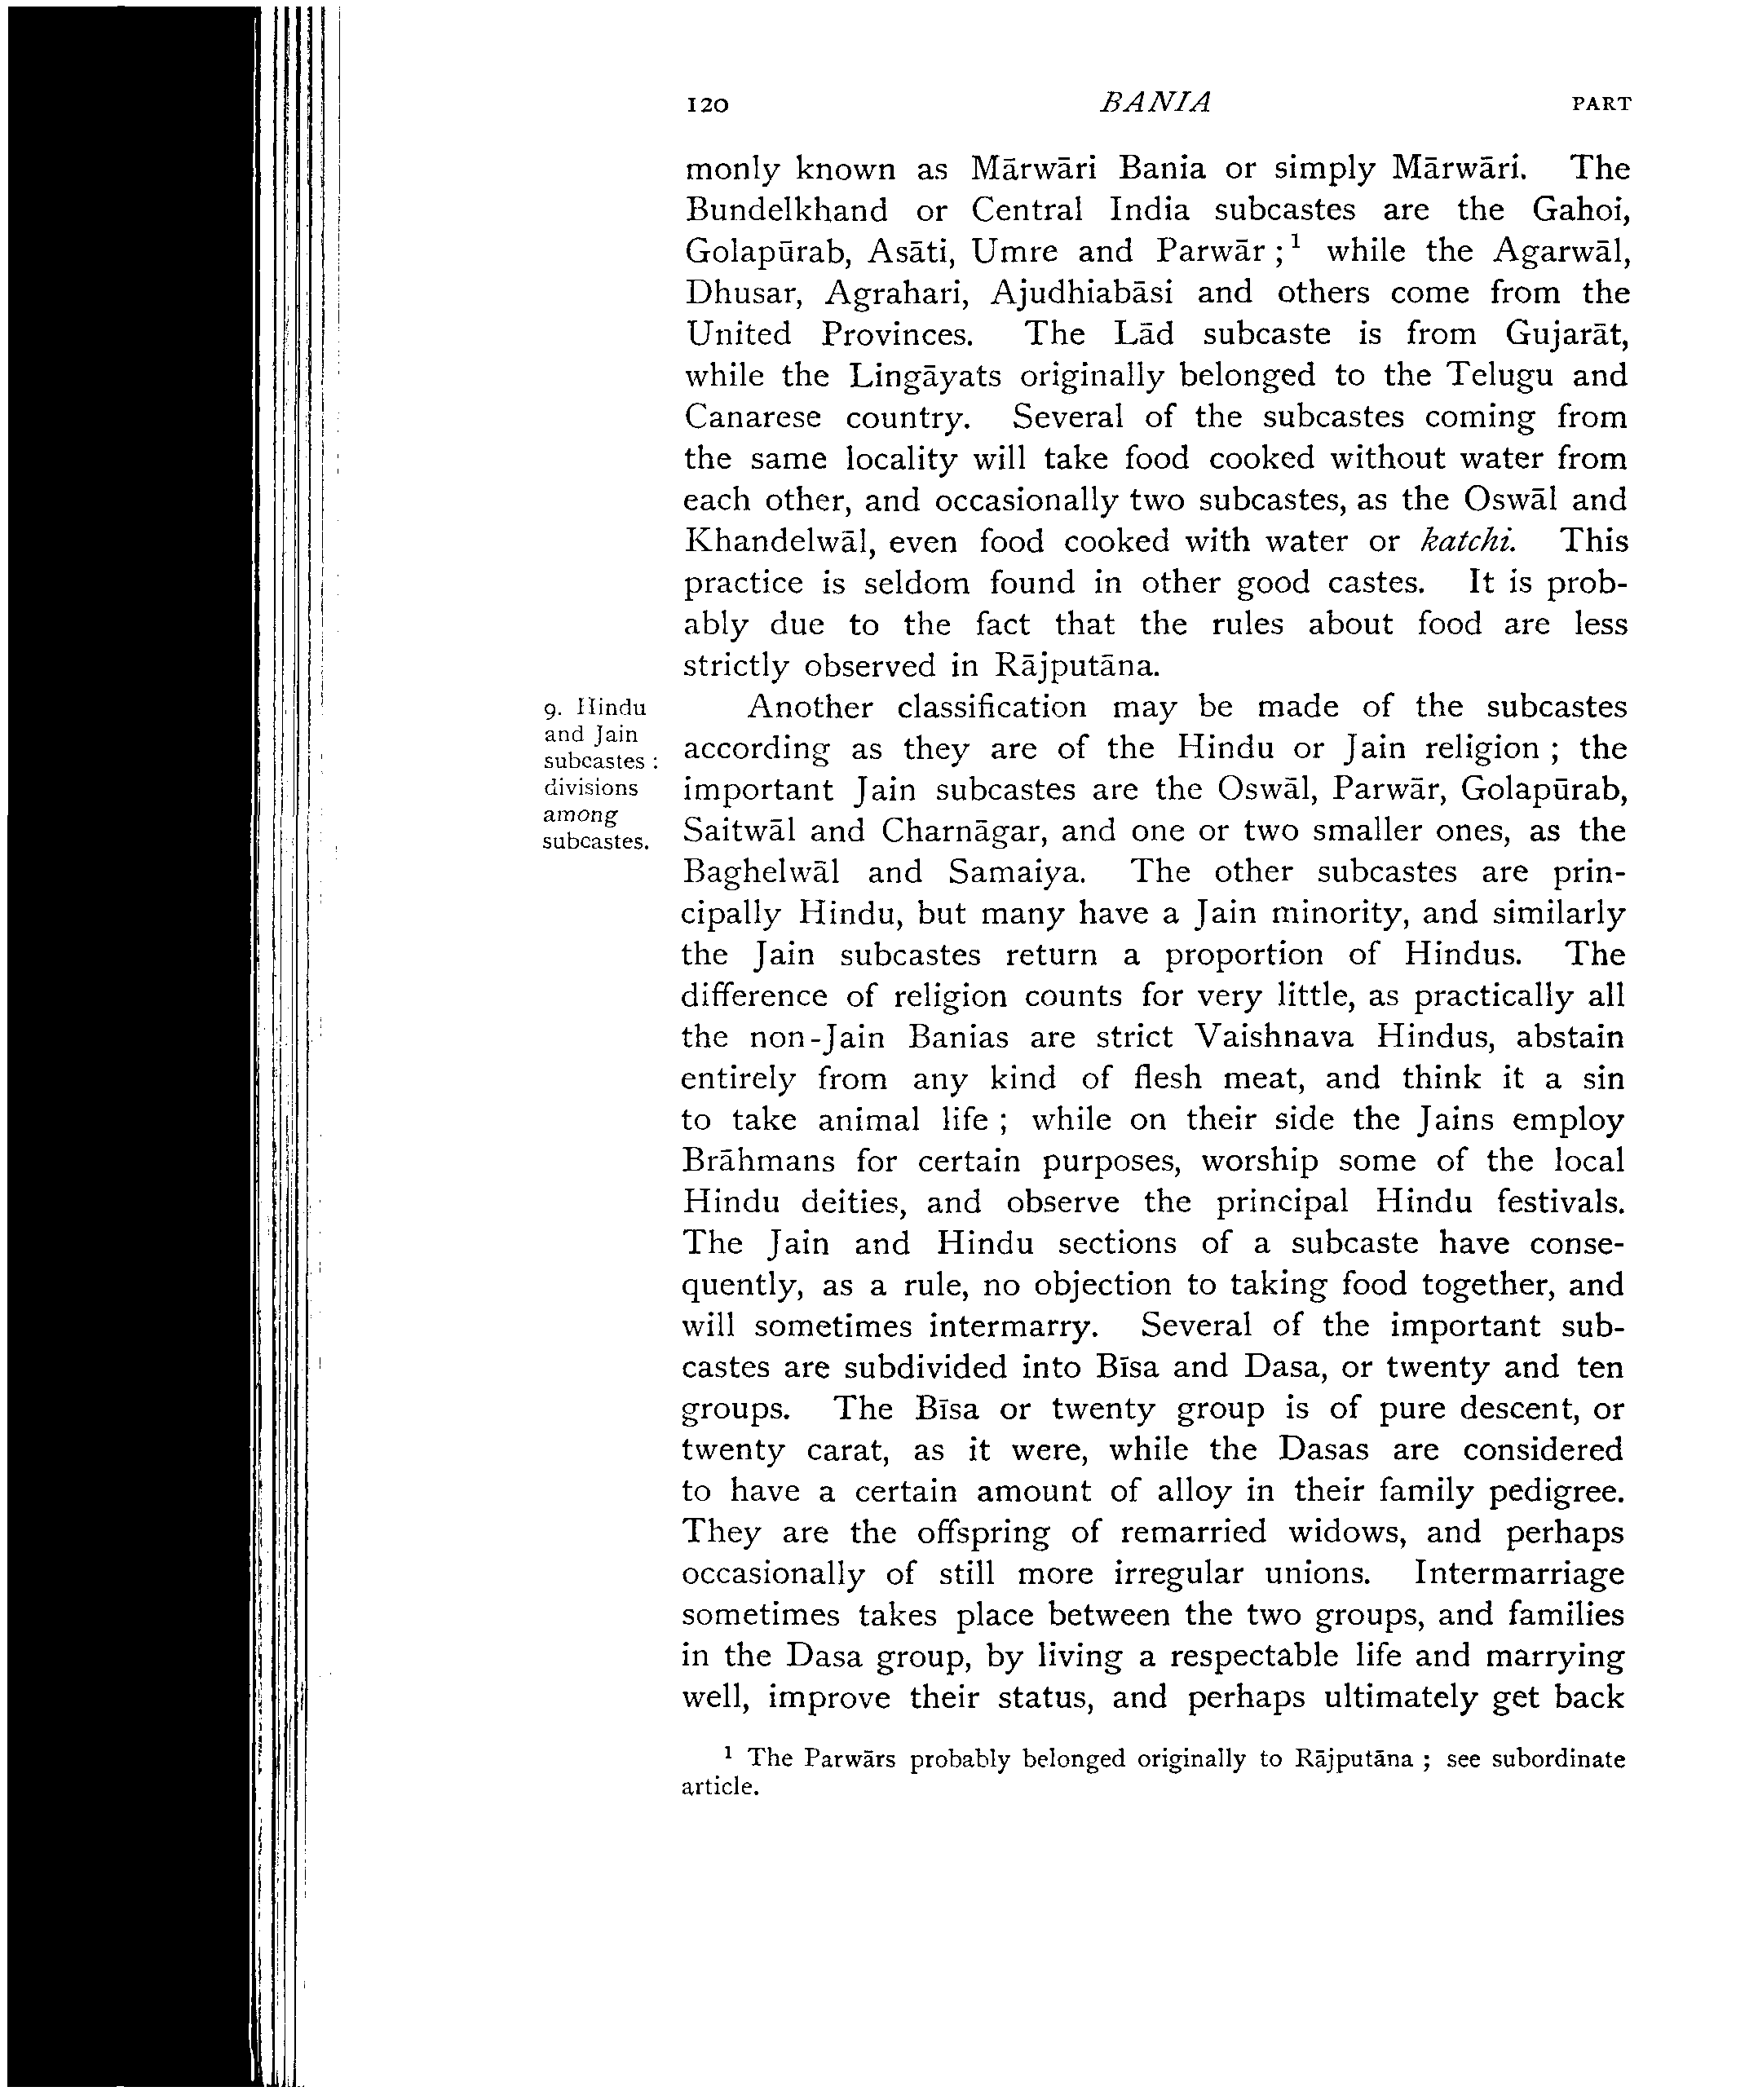 120 BANIA PART
monly known as Mārwāri Bania or simply Mārwāri. The
Bundelkhand or Central India subcastes are the Gahoi,
Golapūrab, Asāti, Umre and Parwār ;¹ while the Agarwāl,
Dhusar, Agrahari, Ajudhiabāsi and others come from the
United Provinces. The Lād subcaste is from Gujarāt,
while the Lingāyats originally belonged to the Telugu and
Canarese country. Several of the subcastes coming from
the same locality will take food cooked without water from
each other, and occasionally two subcastes, as the Oswāl and
Khandelwāl, even food cooked with water or katchi. This
practice is seldom found in other good castes. It is prob-
ably due to the fact that the rules about food are less
strictly observed in Rājputāna.
9. Hindu
and Jain
subcastes :
divisions
among
subcastes.
Another classification may be made of the subcastes
according as they are of the Hindu or Jain religion ; the
important Jain subcastes are the Oswāl, Parwār, Golapūrab,
Saitwāl and Charnāgar, and one or two smaller ones, as the
Baghelwāl and Samaiya. The other subcastes are prin-
cipally Hindu, but many have a Jain minority, and similarly
the Jain subcastes return a proportion of Hindus. The
difference of religion counts for very little, as practically all
the non-Jain Banias are strict Vaishnava Hindus, abstain
entirely from any kind of flesh meat, and think it a sin
to take animal life ; while on their side the Jains employ
Brāhmans for certain purposes, worship some of the local
Hindu deities, and observe the principal Hindu festivals.
The Jain and Hindu sections of a subcaste have conse-
quently, as a rule, no objection to taking food together, and
will sometimes intermarry. Several of the important sub-
castes are subdivided into Bīsa and Dasa, or twenty and ten
groups. The Bīsa or twenty group is of pure descent, or
twenty carat, as it were, while the Dasas are considered
to have a certain amount of alloy in their family pedigree.
They are the offspring of remarried widows, and perhaps
occasionally of still more irregular unions. Intermarriage
sometimes takes place between the two groups, and families
in the Dasa group, by living a respectable life and marrying
well, improve their status, and perhaps ultimately get back
¹ The Parwārs probably belonged originally to Rājputāna ; see subordinate
article.